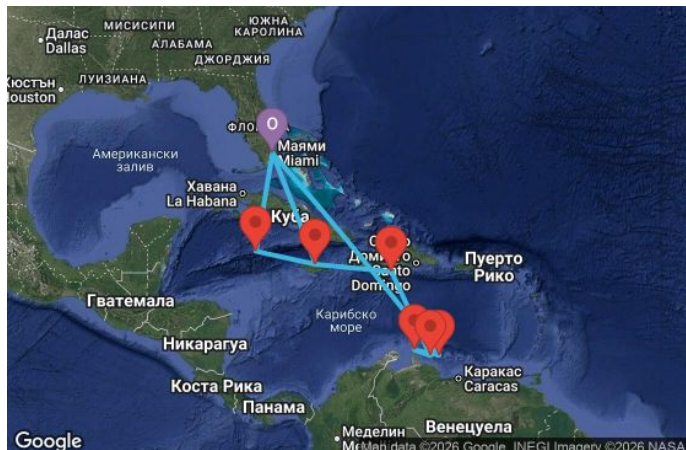 МИСИСИПИ
ЮЖНА
КАРОЛИНА
Далас
Dallas
АЛАБАМА
ДЖОРДЖИЯ
ЛУИЗИАНА
Хюстън
Houston
О
ФЛО
Маями
Miami
Американски
залив
Хавана
La Habana
Куба
Доминго
Santo
Domingo
Пуерто
Рико
Гватемала
Карибско
море
Никарагуа
Коста Рика
Каракас
Caracas
Панама
Венецуела
Меделин
Google
Map data ©2026 Google, INEGI Imagery ©2026 NASA